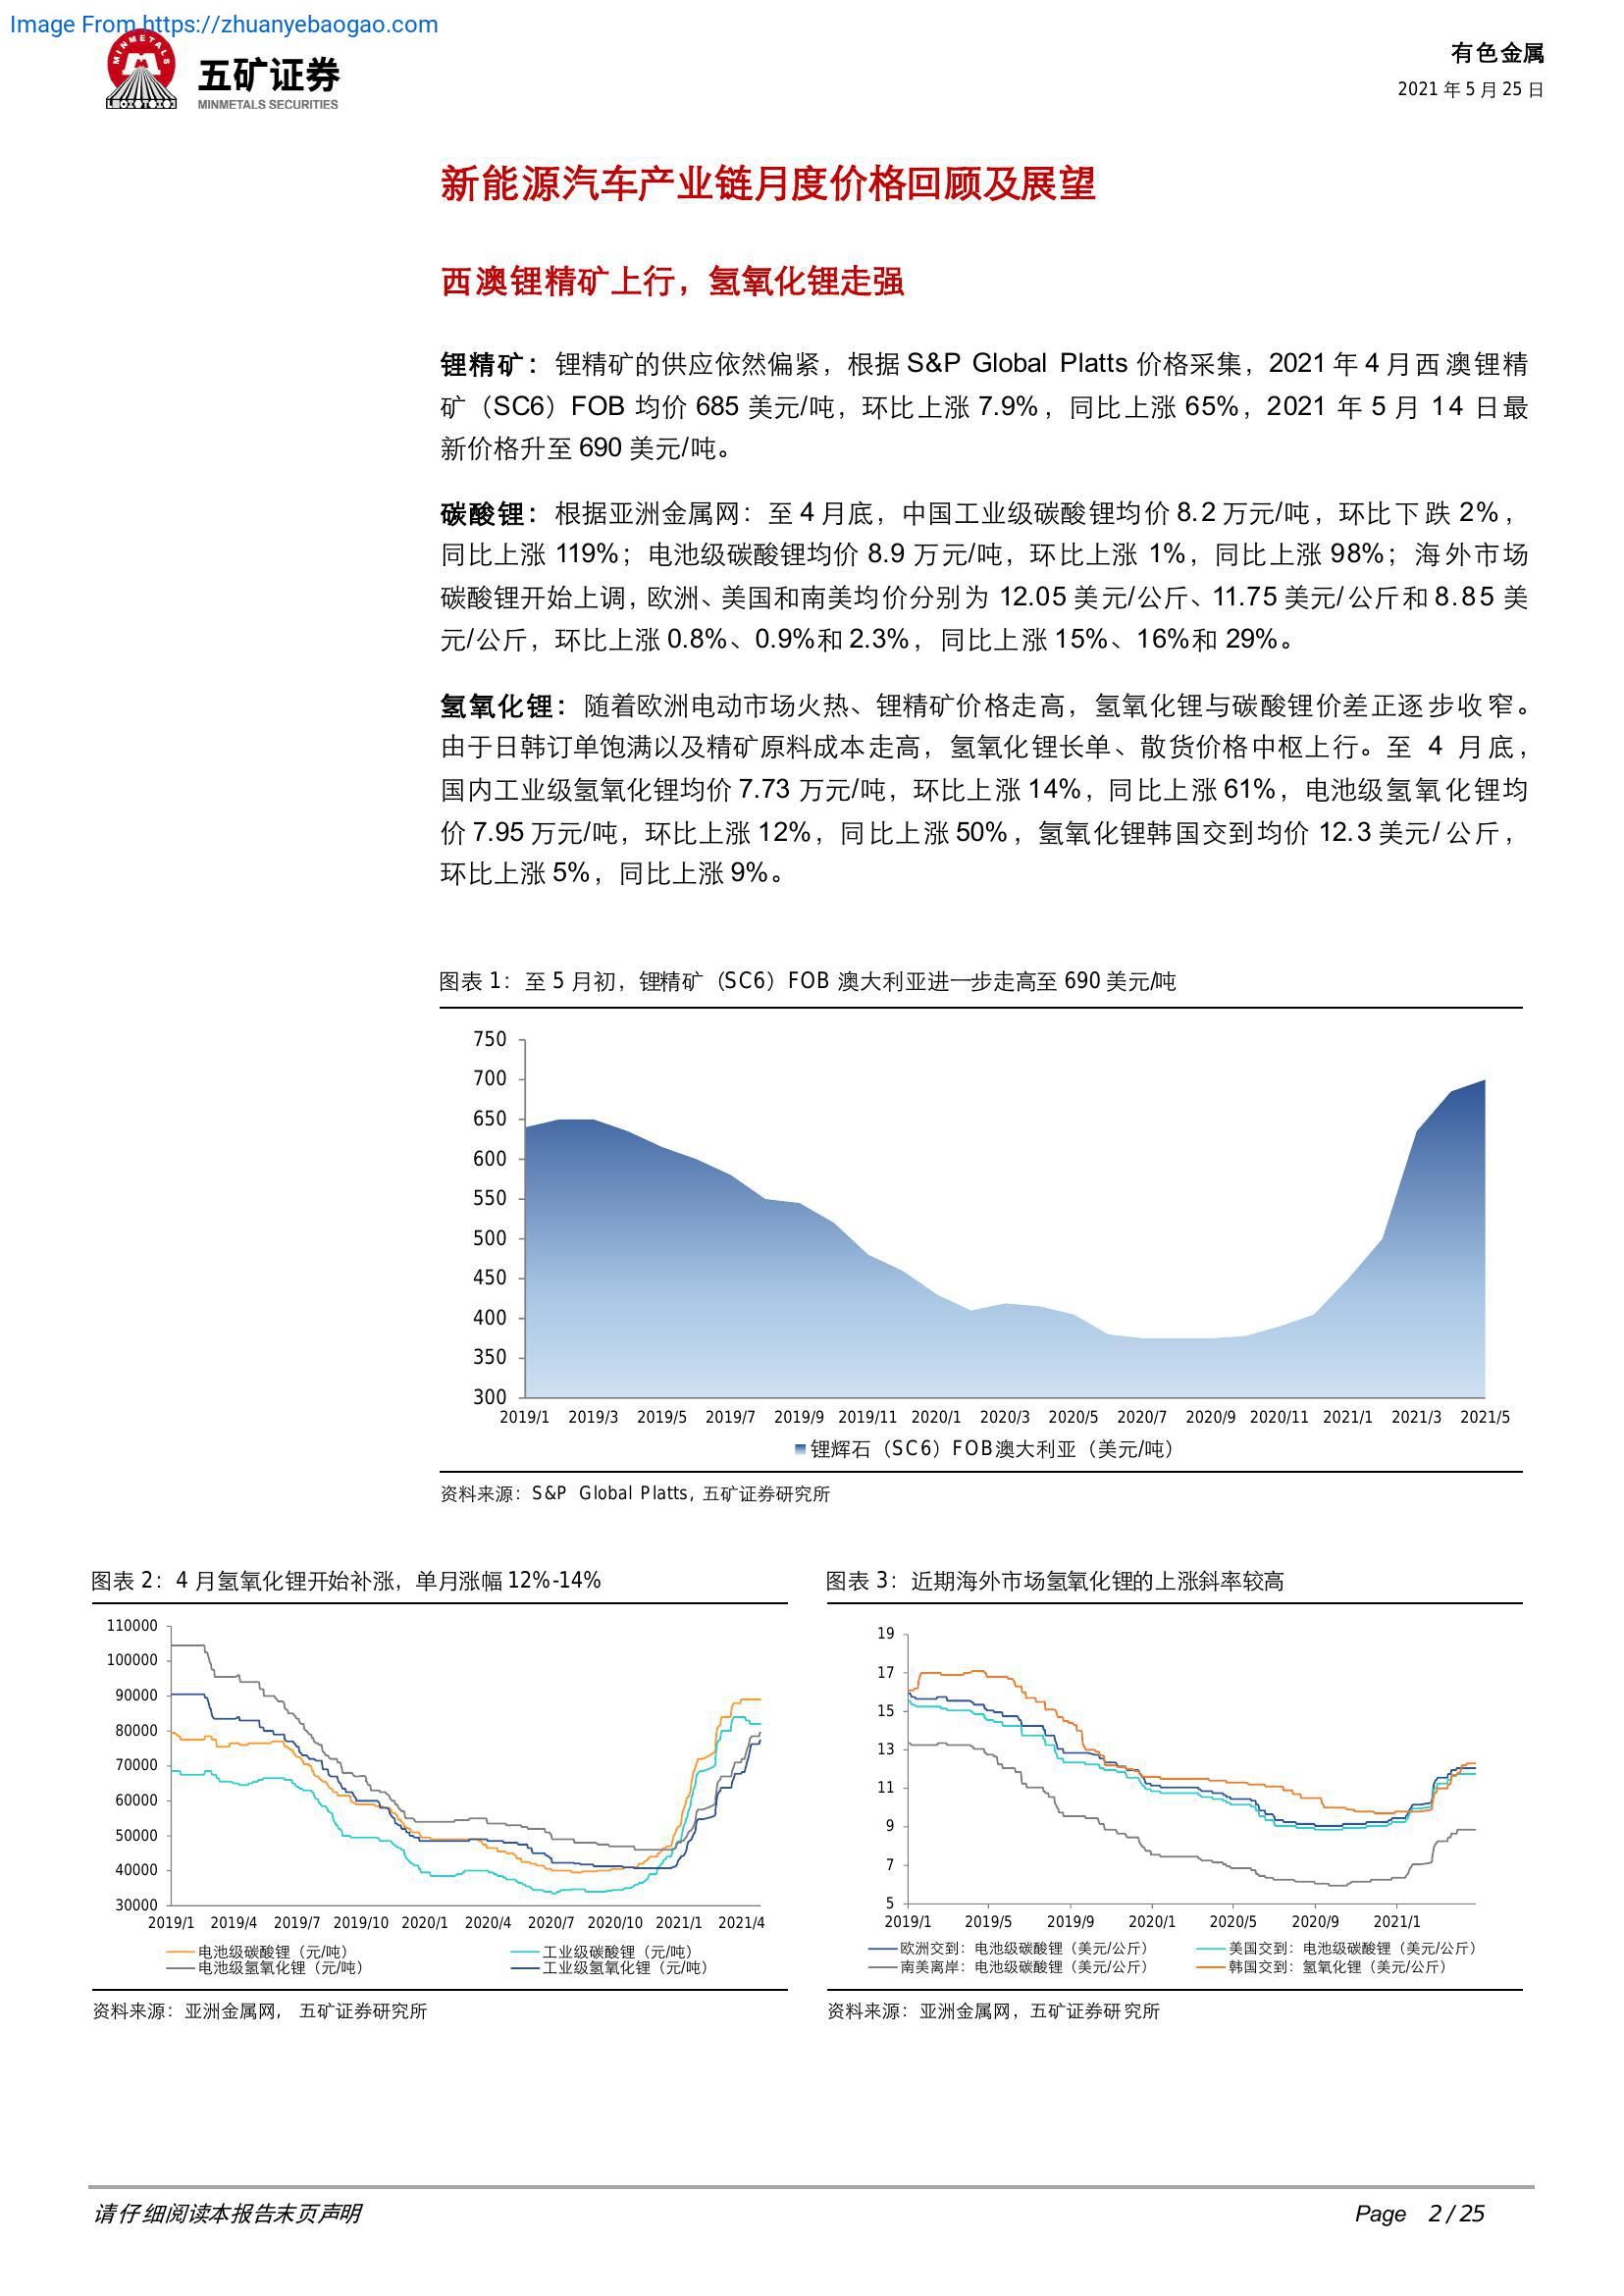 Image From https://zhuanyebaogao.com
MINMETALS
五矿证券
MINMETALS SECURITIES
有色金属
2021 年 5 月 25 日
新能源汽车产业链月度价格回顾及展望
西澳锂精矿上行，氢氧化锂走强
锂精矿：锂精矿的供应依然偏紧，根据 S&P Global Platts 价格采集，2021 年 4 月西澳锂精
矿（SC6）FOB 均价 685 美元/吨，环比上涨 7.9%，同比上涨 65%，2021 年 5 月 14 日最
新价格升至 690 美元/吨。
碳酸锂：根据亚洲金属网：至 4 月底，中国工业级碳酸锂均价 8.2 万元/吨，环比下跌 2%，
同比上涨 119%；电池级碳酸锂均价 8.9 万元/吨，环比上涨 1%，同比上涨 98%；海外市场
碳酸锂开始上调，欧洲、美国和南美均价分别为 12.05 美元/公斤、11.75 美元/公斤和 8.85 美
元/公斤，环比上涨 0.8%、0.9%和 2.3%，同比上涨 15%、16%和 29%。
氢氧化锂：随着欧洲电动市场火热、锂精矿价格走高，氢氧化锂与碳酸锂价差正逐步收窄。
由于日韩订单饱满以及精矿原料成本走高，氢氧化锂长单、散货价格中枢上行。至 4 月底，
国内工业级氢氧化锂均价 7.73 万元/吨，环比上涨 14%，同比上涨 61%，电池级氢氧化锂均
价 7.95 万元/吨，环比上涨 12%，同比上涨 50%，氢氧化锂韩国交到均价 12.3 美元/公斤，
环比上涨 5%，同比上涨 9%。
图表 1：至 5 月初，锂精矿（SC6）FOB 澳大利亚进一步走高至 690 美元/吨
750
700
650
600
550
500
450
400
350
300
2019/1 2019/3 2019/5 2019/7 2019/9 2019/11 2020/1 2020/3 2020/5 2020/7 2020/9 2020/11 2021/1 2021/3 2021/5
锂辉石（SC6）FOB澳大利亚（美元/吨）
资料来源：S&P Global Platts, 五矿证券研究所
图表 2：4 月氢氧化锂开始补涨，单月涨幅 12%-14%
110000
100000
90000
80000
70000
60000
50000
40000
30000
2019/1 2019/4 2019/7 2019/10 2020/1 2020/4 2020/7 2020/10 2021/1 2021/4
电池级碳酸锂（元/吨） 工业级碳酸锂（元/吨）
电池级氢氧化锂（元/吨） 工业级氢氧化锂（元/吨）
资料来源：亚洲金属网， 五矿证券研究所
图表 3：近期海外市场氢氧化锂的上涨斜率较高
19
17
15
13
11
9
7
5
2019/1 2019/5 2019/9 2020/1 2020/5 2020/9 2021/1
欧洲交到：电池级碳酸锂（美元/公斤） 美国交到：电池级碳酸锂（美元/公斤）
南美离岸：电池级碳酸锂（美元/公斤） 韩国交到：氢氧化锂（美元/公斤）
资料来源：亚洲金属网，五矿证券研究所
请仔细阅读本报告末页声明
Page 2 / 25